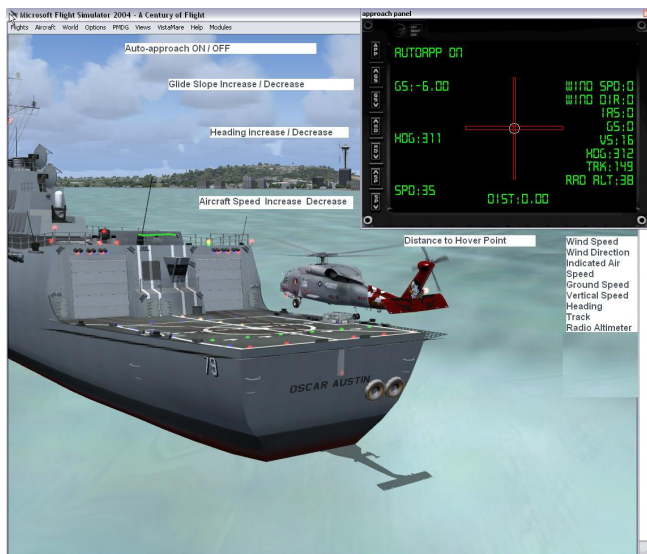 Microsoft Flight Simulator 2004 - A Century of Flight
Flights Aircraft World Options PMDG Views VistaMare Help Modules
Auto-approach ON / OFF
Glide Slope Increase / Decrease
Heading increase / Decrease
Aircraft Speed Increase Decrease
approach panel
AUTOAPP ON
GS:-6.00
HDG:311
SPD:35
WIND SPD:0
WIND DIR:0
IAS:0
GS:0
VS:16
HDG:312
TRK:149
RAD ALT:38
DIST:0.00
Distance to Hover Point
Wind Speed
Wind Direction
Indicated Air
Speed
Ground Speed
Vertical Speed
Heading
Track
Radio Altimeter
79
OSCAR AUSTIN